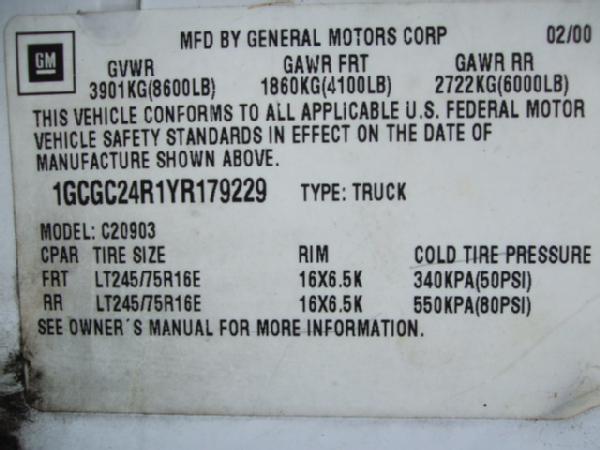 MFD BY GENERAL MOTORS CORP 02/00
GM
GVWR GAWR FRT GAWR RR
3901KG(8600LB) 1860KG(4100LB) 2722KG(6000LB)
THIS VEHICLE CONFORMS TO ALL APPLICABLE U.S. FEDERAL MOTOR
VEHICLE SAFETY STANDARDS IN EFFECT ON THE DATE OF
MANUFACTURE SHOWN ABOVE.
1GCGC24R1YR179229 TYPE: TRUCK
MODEL: C20903
CPAR TIRE SIZE RIM COLD TIRE PRESSURE
FRT LT245/75R16E 16X6.5K 340KPA(50PSI)
RR LT245/75R16E 16X6.5K 550KPA(80PSI)
SEE OWNER´S MANUAL FOR MORE INFORMATION.